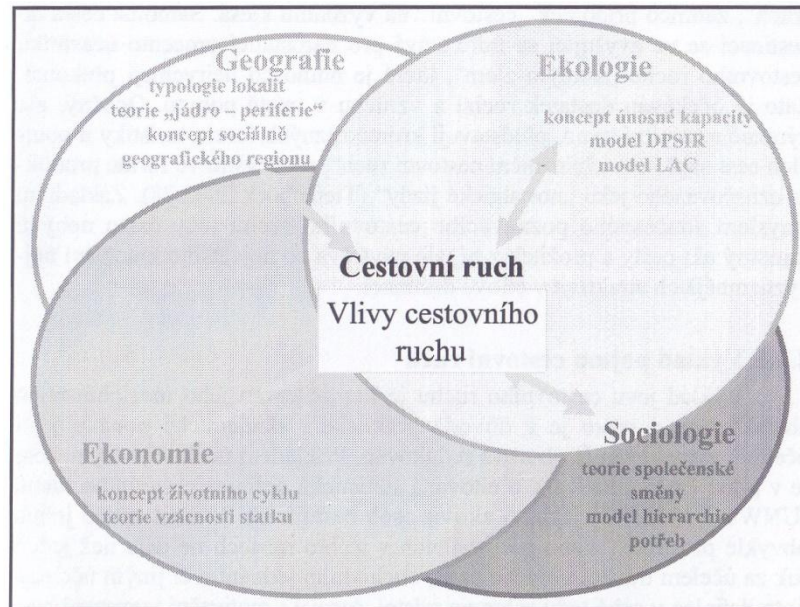 Geografie
typologie lokalit
teorie „jádro – periferie“
koncept sociálně
geografického regionu
Ekologie
koncept únosné kapacity
model DPSIR
model LAC
Cestovní ruch
Vlivy cestovního
ruchu
Ekonomie
koncept životního cyklu
teorie vzácnosti statku
Sociologie
teorie společenské
směny
model hierarchie
potřeb